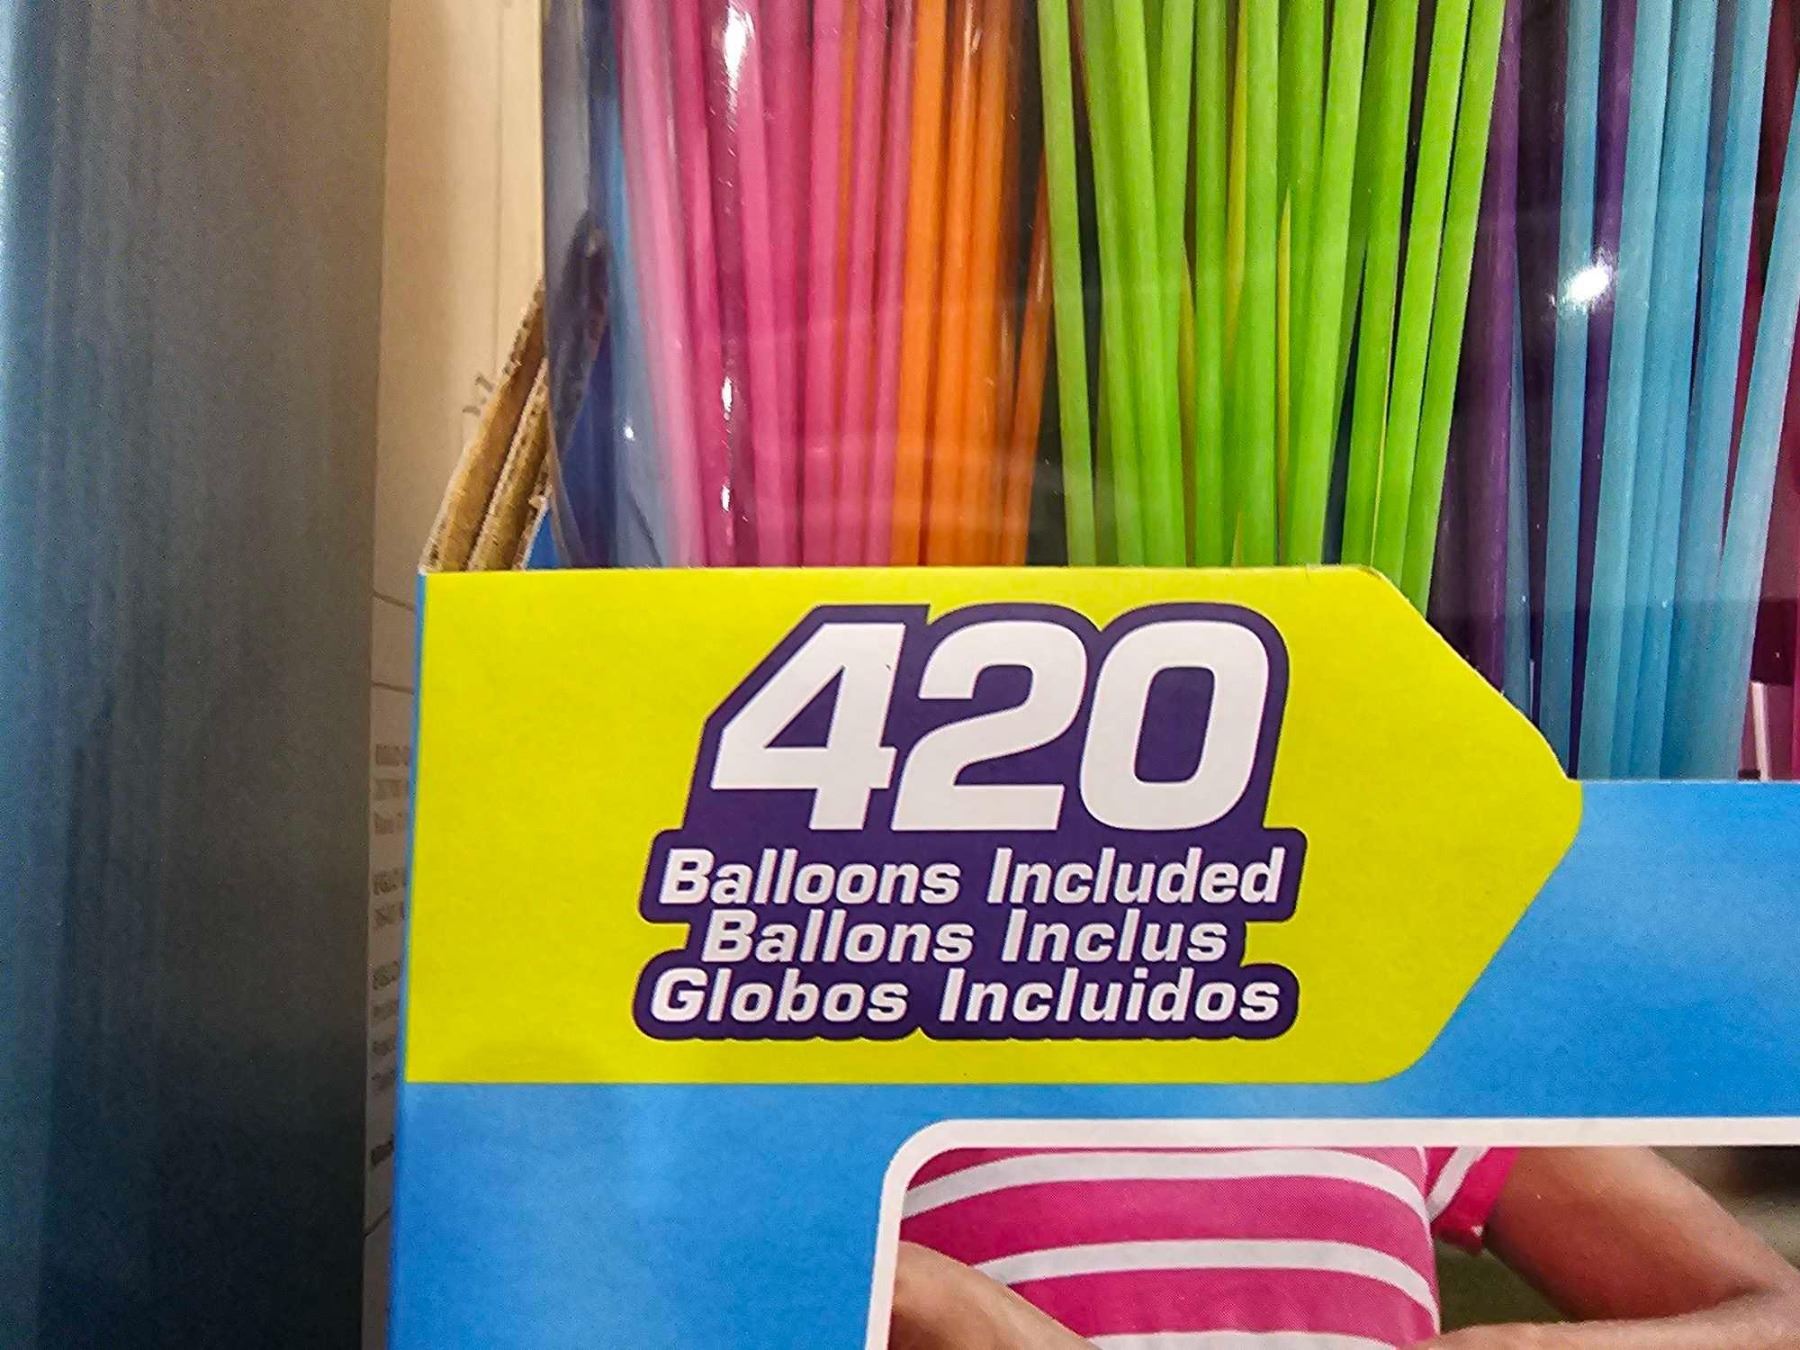 420
Balloons Included
Ballons Inclus
Globos Incluidos